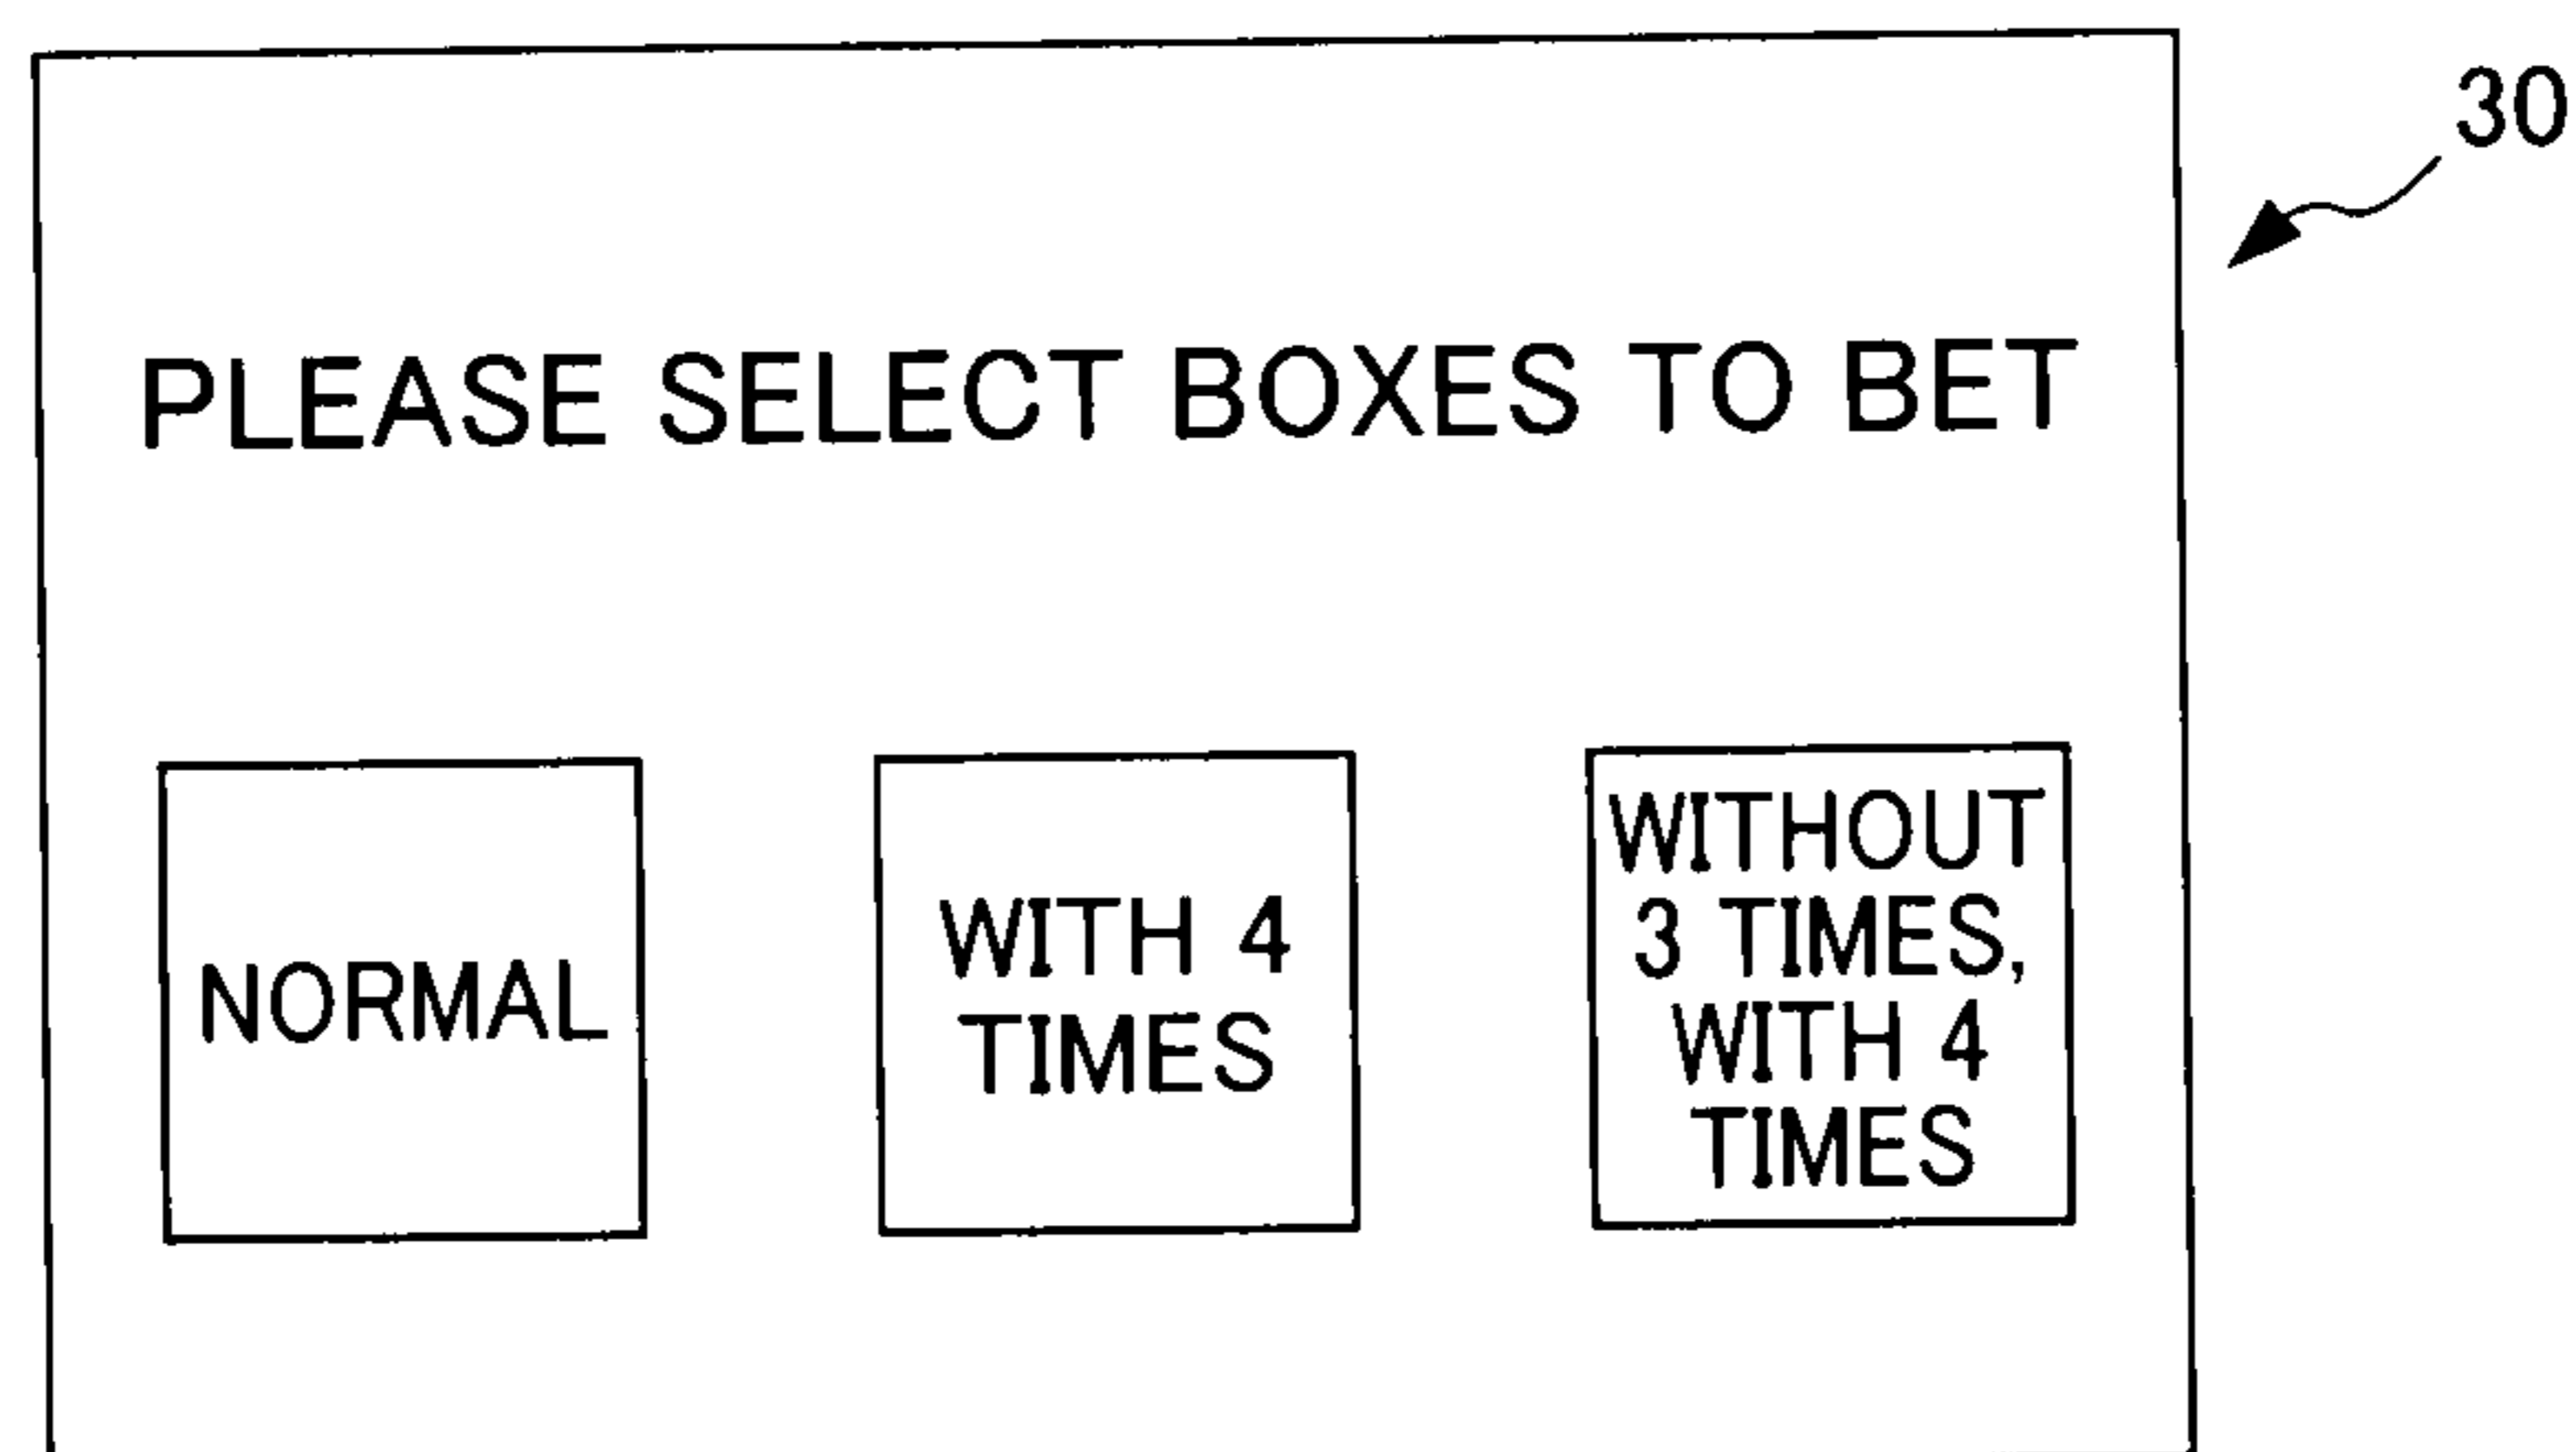 30
PLEASE SELECT BOXES TO BET
NORMAL
WITH 4
TIMES
WITHOUT
3 TIMES,
WITH 4
TIMES